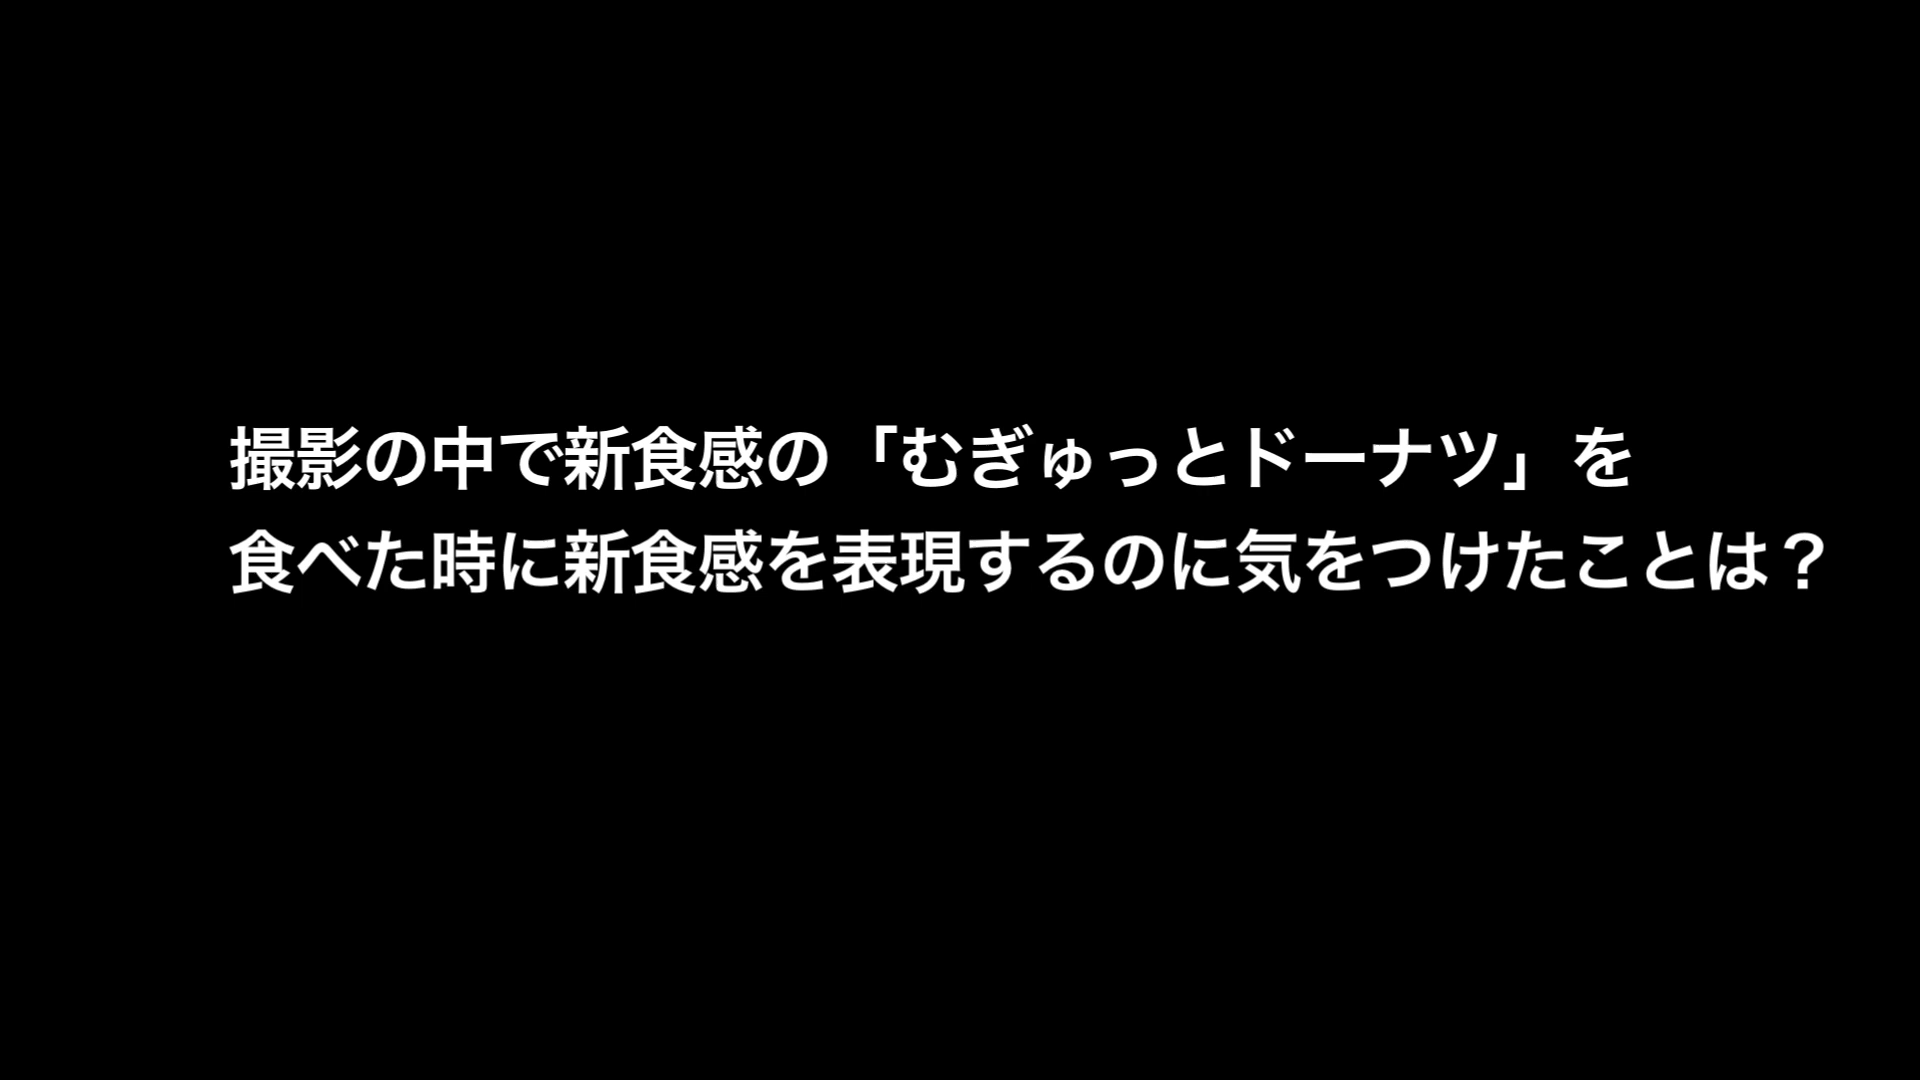 撮影の中で新食感の「むぎゅっとドーナツ」を
食べた時に新食感を表現するのに気をつけたことは？